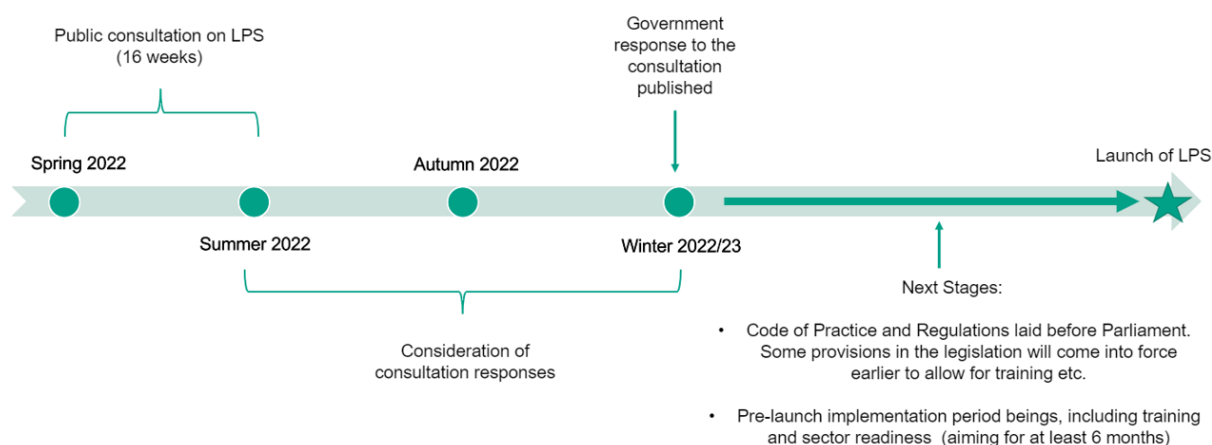 Public consultation on LPS
(16 weeks)
Government
response to the
consultation
published
Spring 2022
Autumn 2022
Launch of LPS
Summer 2022
Winter 2022/23
Consideration of
consultation responses
Next Stages:
• Code of Practice and Regulations laid before Parliament.
Some provisions in the legislation will come into force
earlier to allow for training etc.
• Pre-launch implementation period beings, including training
and sector readiness (aiming for at least 6 months)